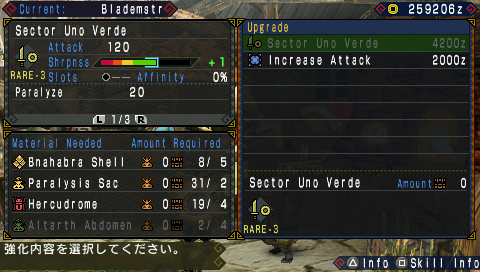 Current: Blademstr
259206z
Sector Uno Verde
Attack 120
Shrpnss +1
RARE-3
Slots Affinity 0%
Paralyze 20
L 1/3 R
Material Needed Amount Required
Bnahabra Shell 0 8/ 5
Paralysis Sac 0 31/ 2
Hercudrome 0 19/ 4
Altarth Abdomen 0 2/ 4
Upgrade
Sector Uno Verde 4200z
Increase Attack 2000z
Sector Uno Verde Amount 0
RARE-3
強化内容を選択してください。
Info Skill Info